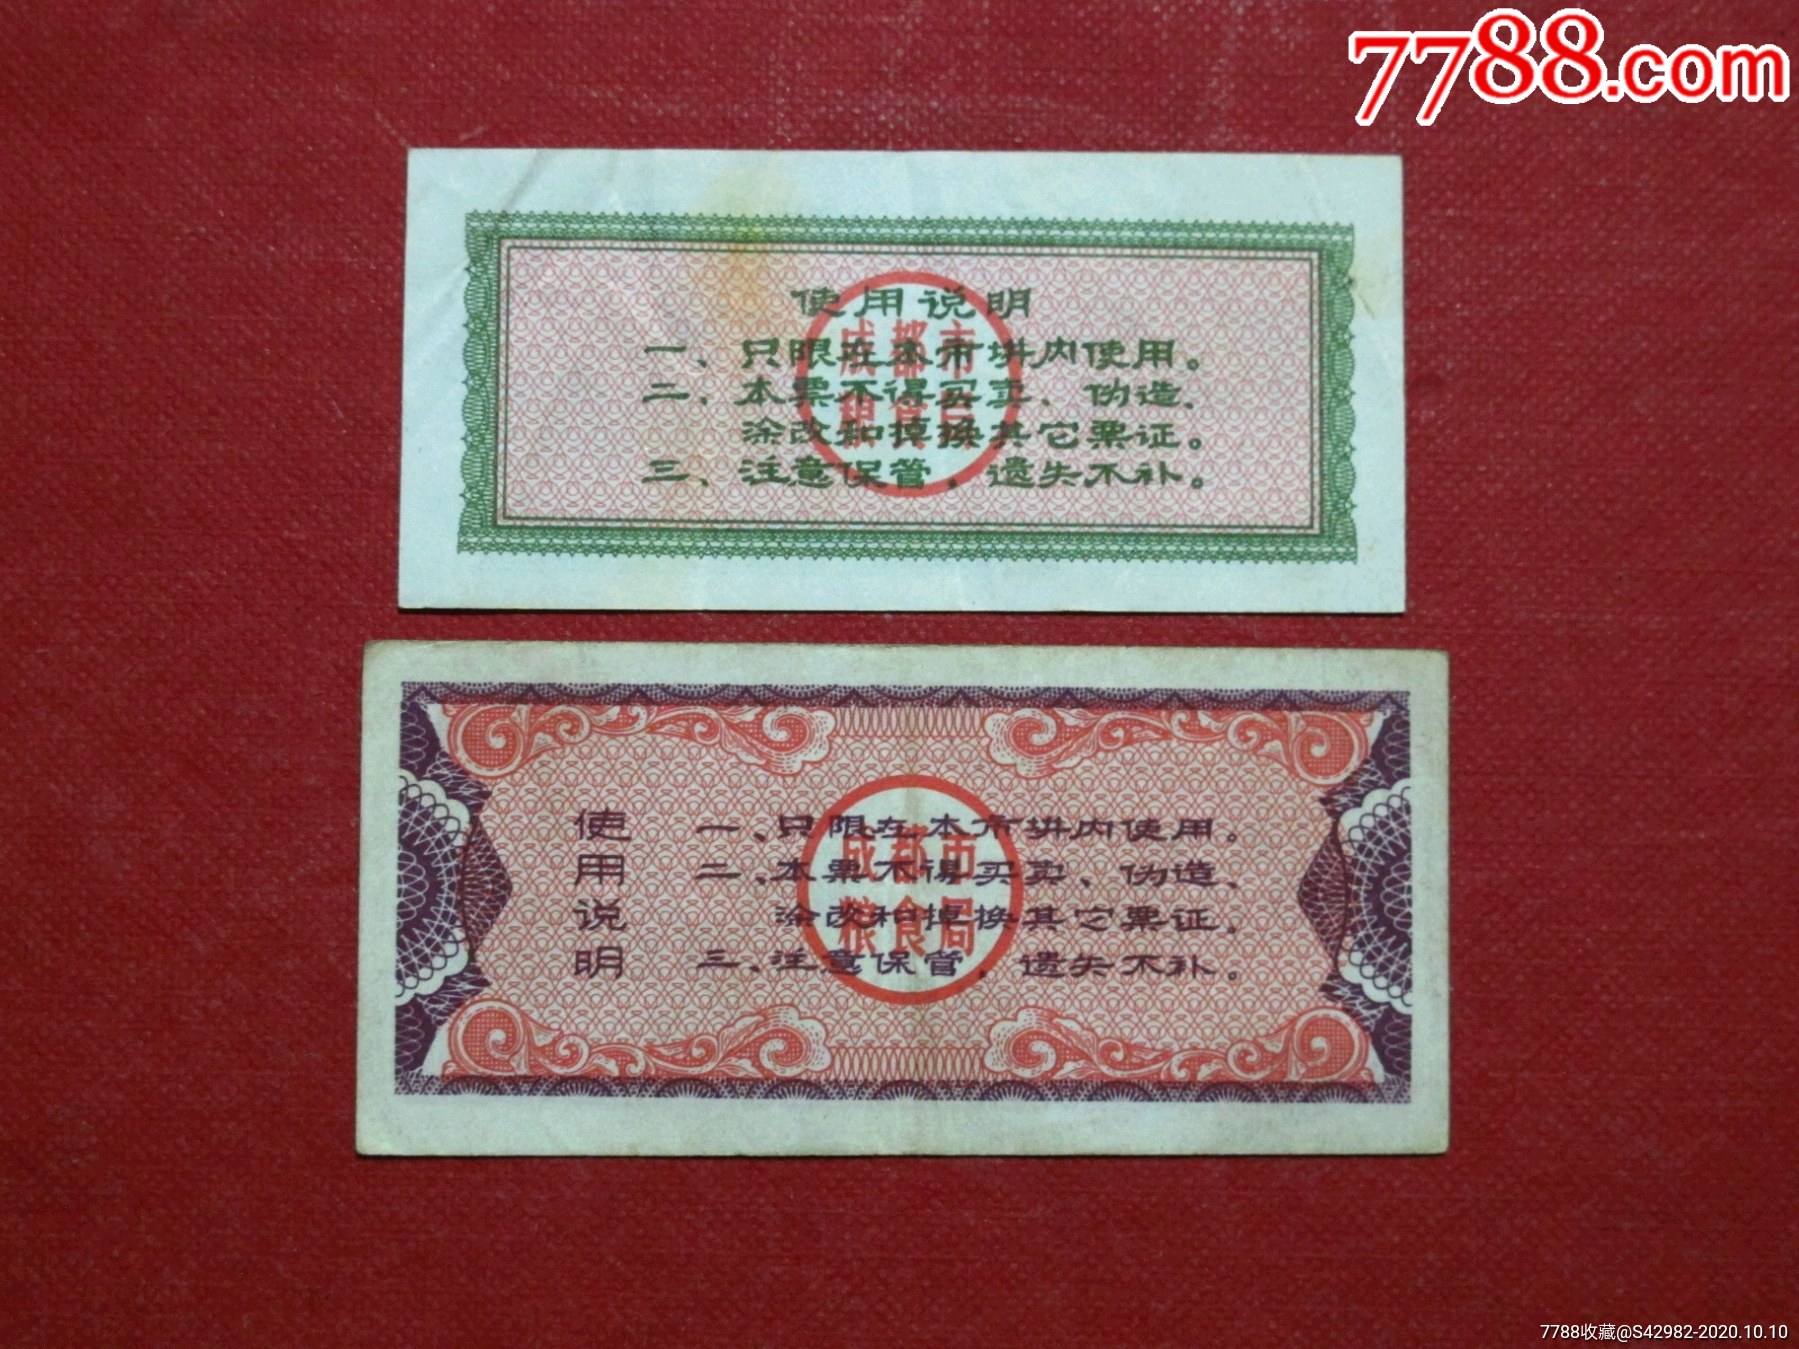 7788.com
使用说明
成都市
粮食局
一、只限在本市境内使用。
二、本票不得买卖、伪造、
涂改和掉换其它票证。
三、注意保管，遗失不补。
使用说明
一、只限在本市境内使用。
二、本票不得买卖、伪造、
涂改和掉换其它票证。
三、注意保管，遗失不补。
成都市
粮食局
7788收藏@S42982-2020.10.10